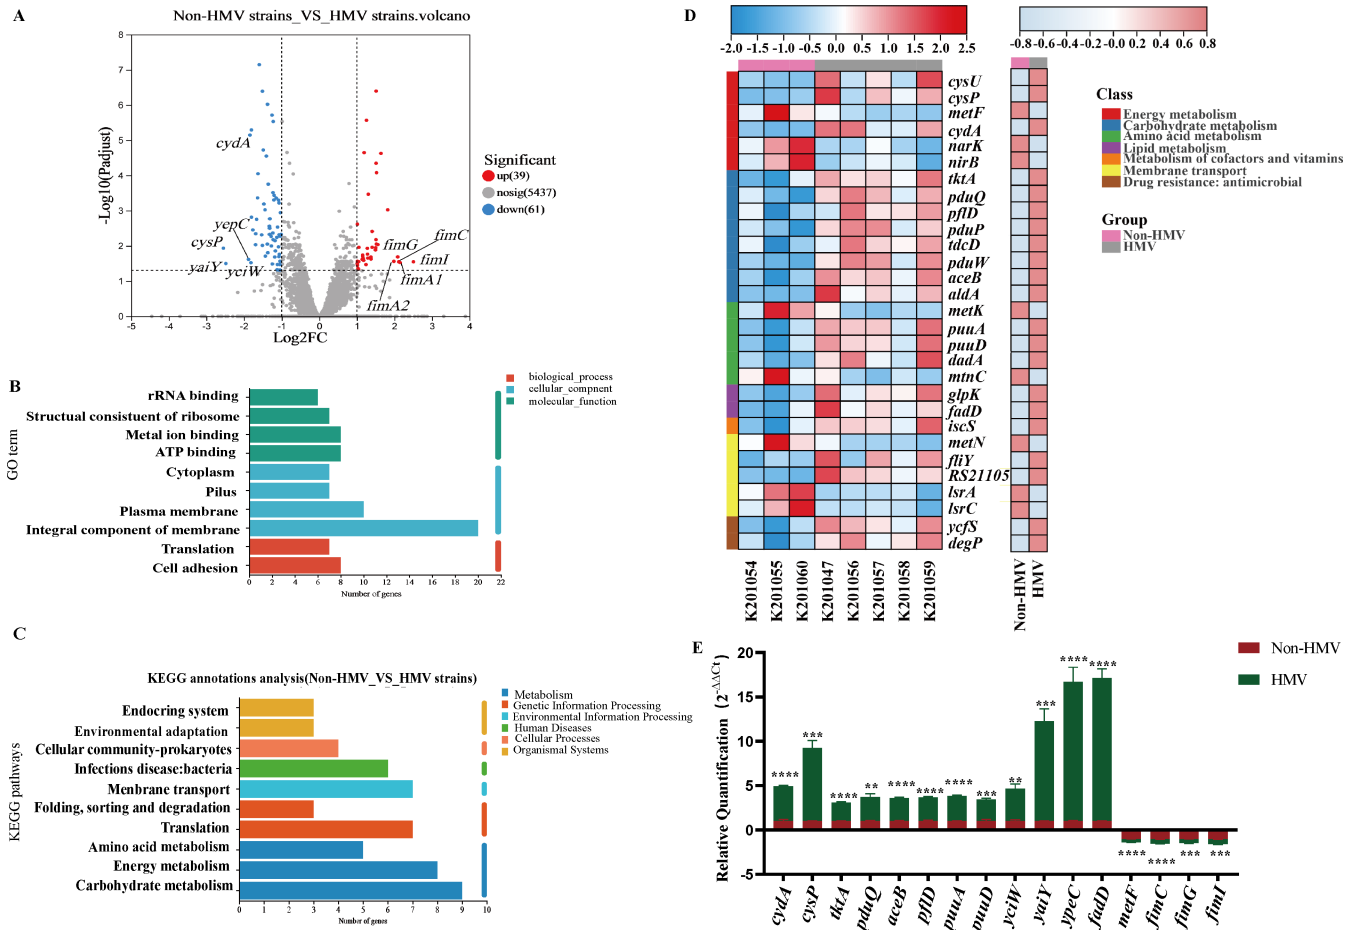 A
Non-HMV strains_VS_HMV strains.volcano
-Log10(Padjust)
8
7
6
5
4
3
2
1
0
-5 -4 -3 -2 -1 0 1 2 3 4
Log2FC
cydA
yepC
cysP
yaiY
yciW
fimG
fimC
fimI
fimA1
fimA2
Significant
up(39)
nosig(5437)
down(61)
B
GO term
rRNA binding
Structual consistuent of ribosome
Metal ion binding
ATP binding
Cytoplasm
Pilus
Plasma membrane
Integral component of membrane
Translation
Cell adhesion
0 2 4 6 8 10 12 14 16 18 20 22
Number of genes
biological_process
cellular_compnent
molecular_function
C
KEGG annotations analysis(Non-HMV_VS_HMV strains)
KEGG pathways
Endocring system
Environmental adaptation
Cellular community-prokaryotes
Infections disease:bacteria
Menbrane transport
Folding, sorting and degradation
Translation
Amino acid metabolism
Energy metabolism
Carbohydrate metabolism
0 1 2 3 4 5 6 7 8 9 10
Number of genes
Metabolism
Genetic Information Processing
Environmental Information Processing
Human Diseases
Cellular Processes
Organismal Systems
D
-2.0 -1.5 -1.0 -0.5 0.0 0.5 1.0 1.5 2.0 2.5
-0.8 -0.6 -0.4 -0.2 0.0 0.2 0.4 0.6 0.8
cysU
cysP
metF
cydA
narK
nirB
tktA
pduQ
pflD
pduP
tdcD
pduW
aceB
aldA
metK
puuA
puuD
dadA
mtnC
glpK
fadD
iscS
metN
fliY
RS21105
lsrA
lsrC
ycfS
degP
K201054
K201055
K201060
K201047
K201056
K201057
K201058
K201059
Non-HMV
HMV
Class
Energy metabolism
Carbohydrate metabolism
Amino acid metabolism
Lipid metabolism
Metabolism of cofactors and vitamins
Membrane transport
Drug resistance: antimicrobial
Group
Non-HMV
HMV
E
Relative Quantification (2-ΔΔCt)
20
15
10
5
0
-5
**** *** **** ** **** **** **** *** ** *** **** **** **** **** *** ***
cydA
cysP
tktA
pduQ
aceB
pflD
puuA
puuD
yciW
yaiY
ypeC
fadD
metF
fimC
fimG
fimI
Non-HMV
HMV